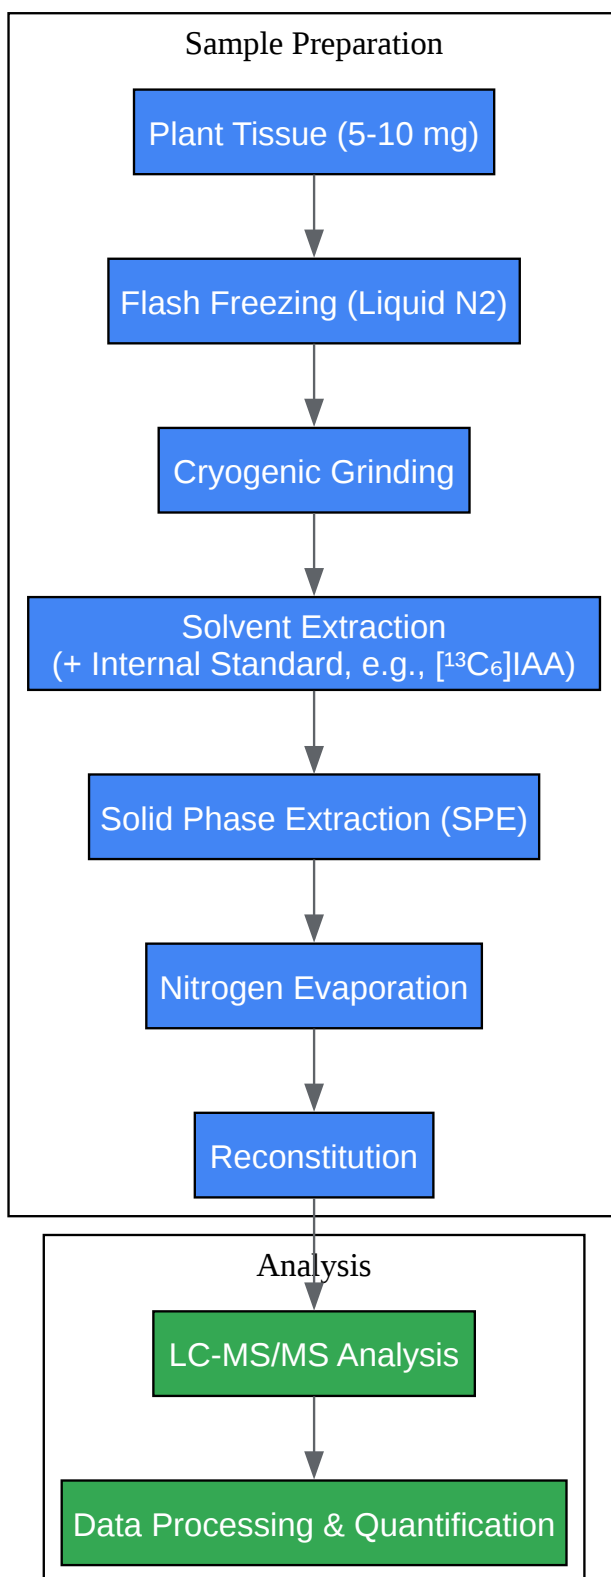 Sample Preparation
Plant Tissue (5-10 mg)
Flash Freezing (Liquid N2)
Cryogenic Grinding
Solvent Extraction
(+ Internal Standard, e.g., [¹³C₆]IAA)
Solid Phase Extraction (SPE)
Nitrogen Evaporation
Reconstitution
Analysis
LC-MS/MS Analysis
Data Processing & Quantification